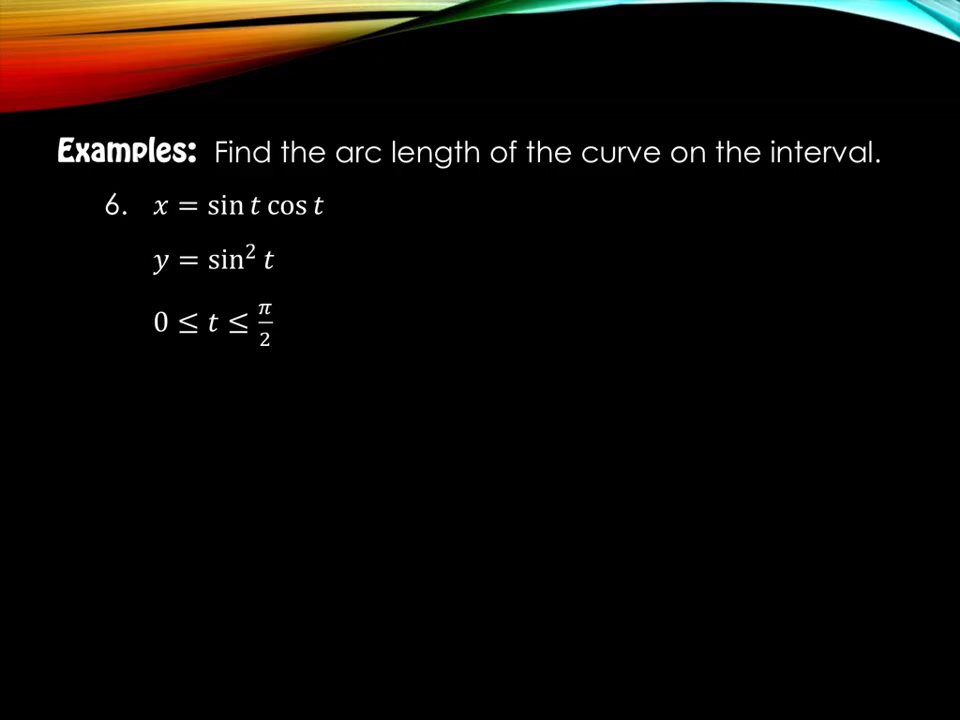 Examples: Find the arc length of the curve on the interval.
6. 𝑥 = sin 𝑡 cos 𝑡
𝑦 = sin² 𝑡
0 ≤ 𝑡 ≤ 𝜋/2